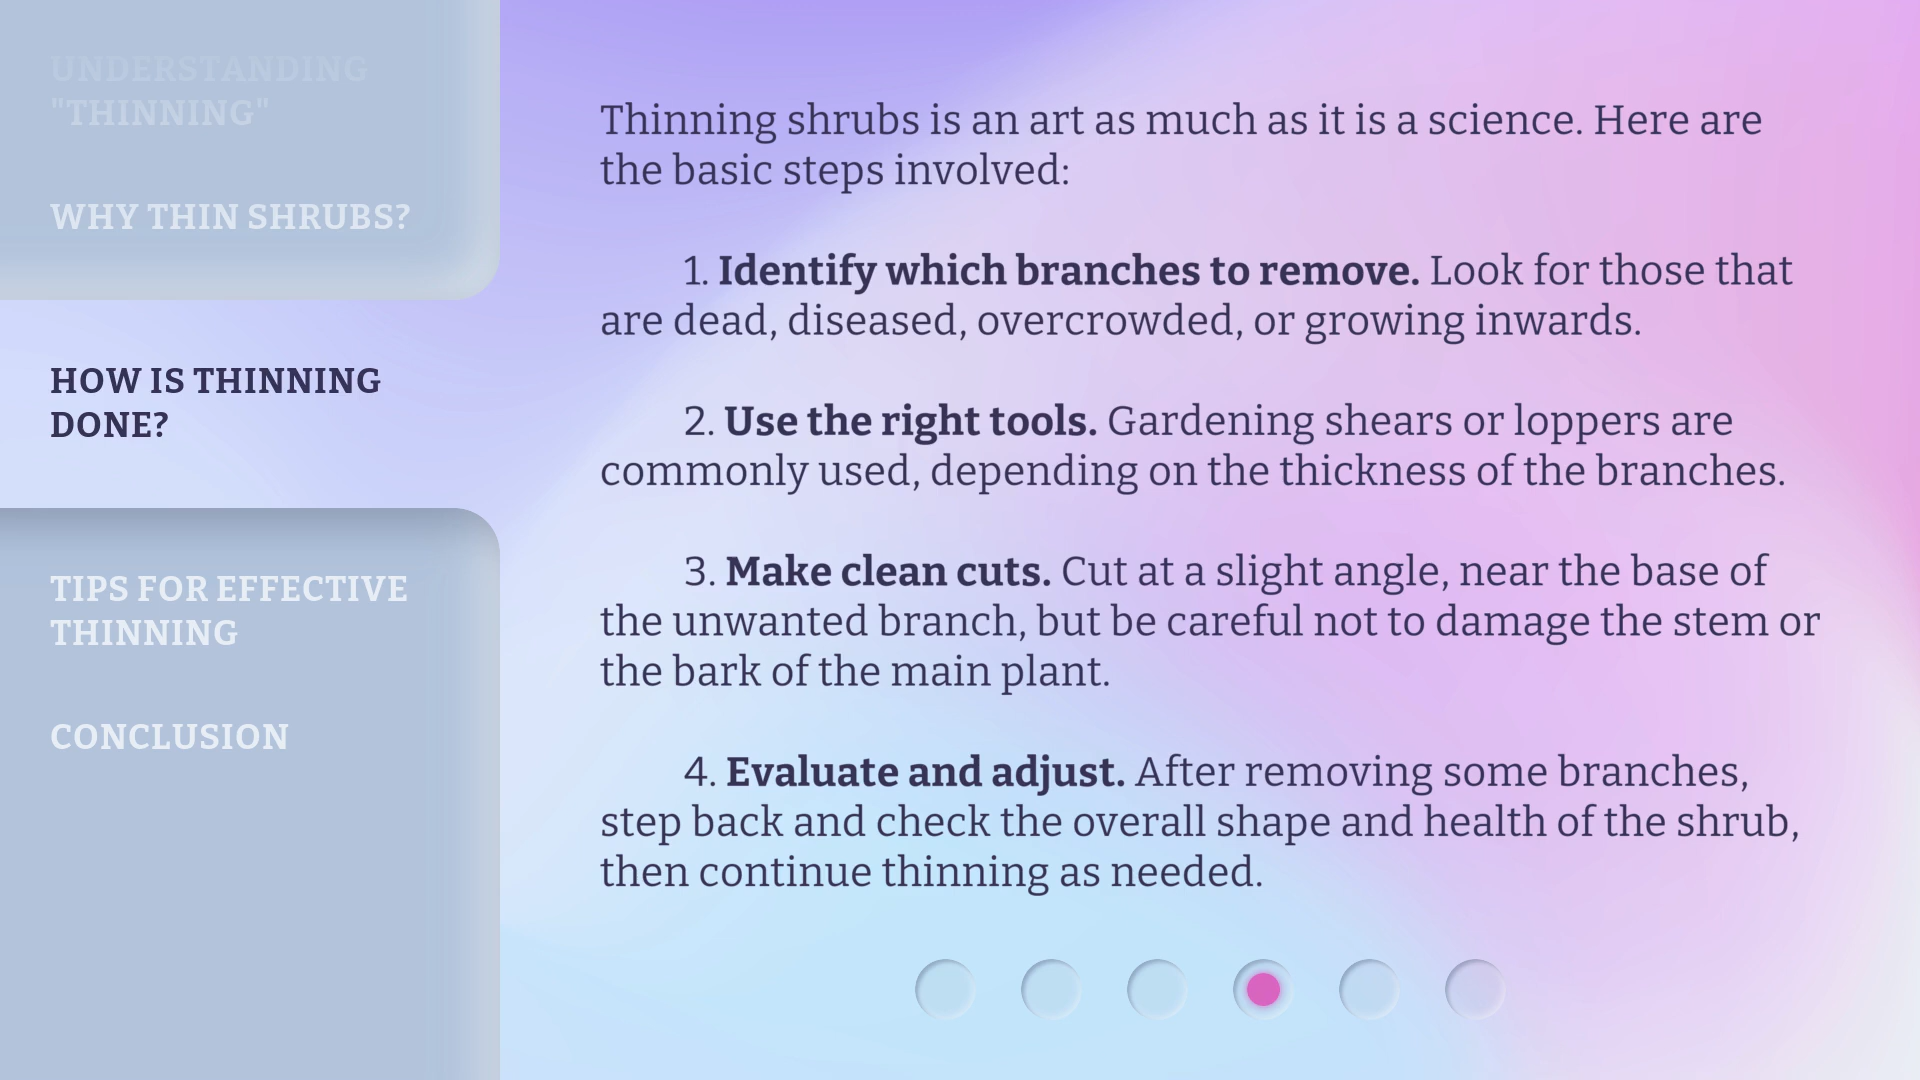 UNDERSTANDING
"THINNING"
WHY THIN SHRUBS?
HOW IS THINNING
DONE?
TIPS FOR EFFECTIVE
THINNING
CONCLUSION
Thinning shrubs is an art as much as it is a science. Here are
the basic steps involved:
1. Identify which branches to remove. Look for those that
are dead, diseased, overcrowded, or growing inwards.
2. Use the right tools. Gardening shears or loppers are
commonly used, depending on the thickness of the branches.
3. Make clean cuts. Cut at a slight angle, near the base of
the unwanted branch, but be careful not to damage the stem or
the bark of the main plant.
4. Evaluate and adjust. After removing some branches,
step back and check the overall shape and health of the shrub,
then continue thinning as needed.